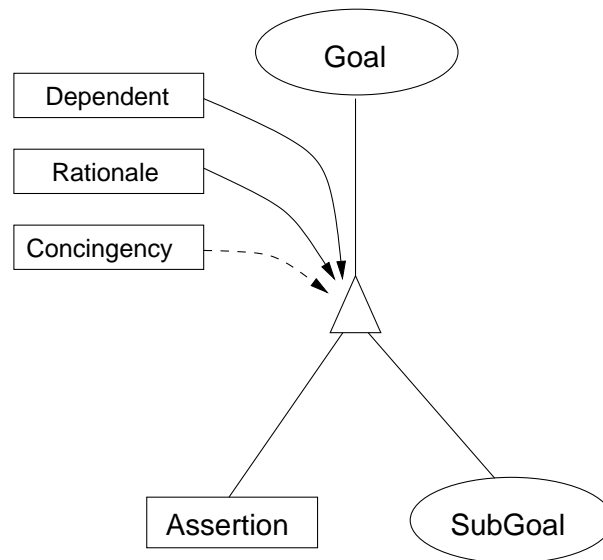 Goal
Dependent
Rationale
Concingency
Assertion
SubGoal